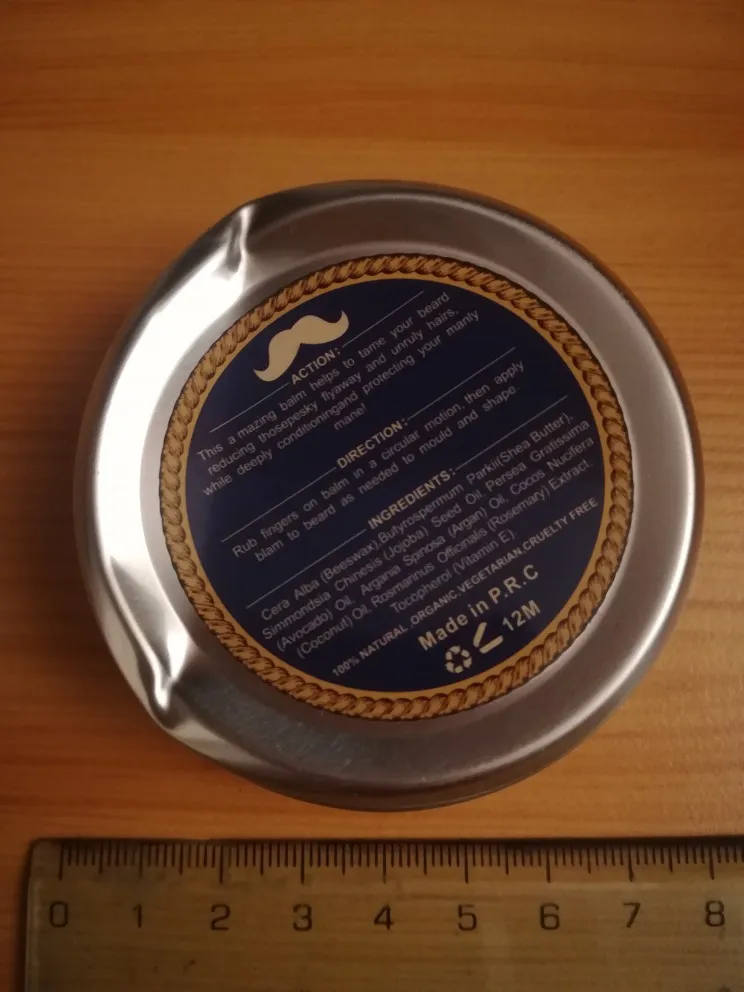 ACTION:
This a mazing balm helps to tame your beard
reducing thosepesky flyaway and unruly hairs,
while deeply conditioningand protecting your manly
mane!
DIRECTION:
Rub fingers on balm in a circular motion, then apply
blam to beard as needed to mould and shape.
INGREDIENTS:
Cera Alba (Beeswax),Butyrospermum Parkii(Shea Butter),
Simmondsia Chinesis (Jojoba) Seed Oil, Persea Gratissima
(Avocado) Oil, Argania Spinosa (Argan) Oil, Cocos Nucifera
(Coconut) Oil, Rosmarinus Officinalis (Rosemary) Extract.
Tocopherol (Vitamin E).
100% NATURAL ,ORGANIC,VEGETARIAN,CRUELTY FREE
Made in P.R.C
12M
0 1 2 3 4 5 6 7 8